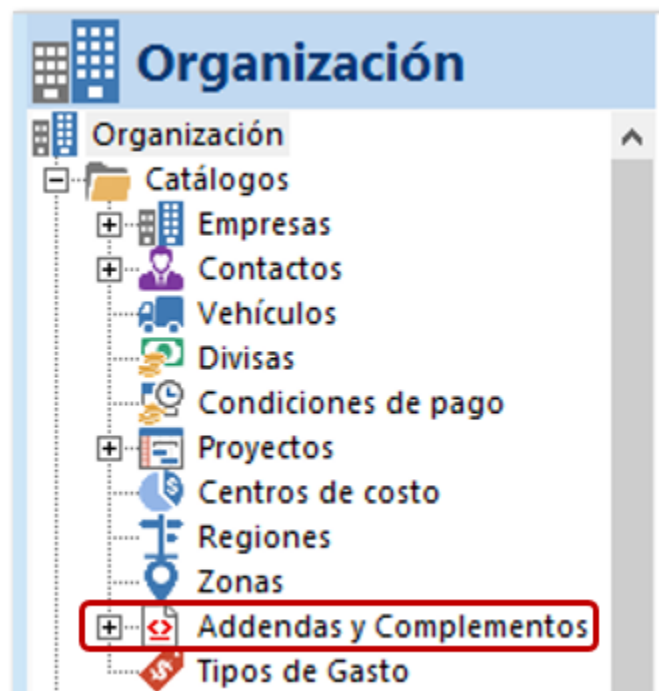 Organización
Organización
Catálogos
Empresas
Contactos
Vehículos
Divisas
Condiciones de pago
Proyectos
Centros de costo
Regiones
Zonas
Addendas y Complementos
Tipos de Gasto